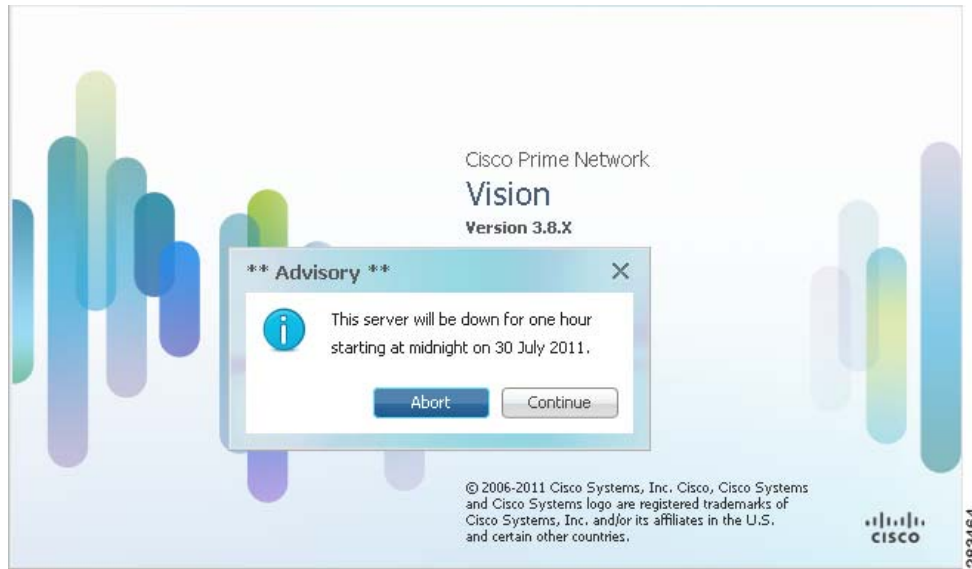 Cisco Prime Network
Vision
Version 3.8.X
** Advisory **
This server will be down for one hour
starting at midnight on 30 July 2011.
Abort
Continue
© 2006-2011 Cisco Systems, Inc. Cisco, Cisco Systems
and Cisco Systems logo are registered trademarks of
Cisco Systems, Inc. and/or its affiliates in the U.S.
and certain other countries.
CISCO